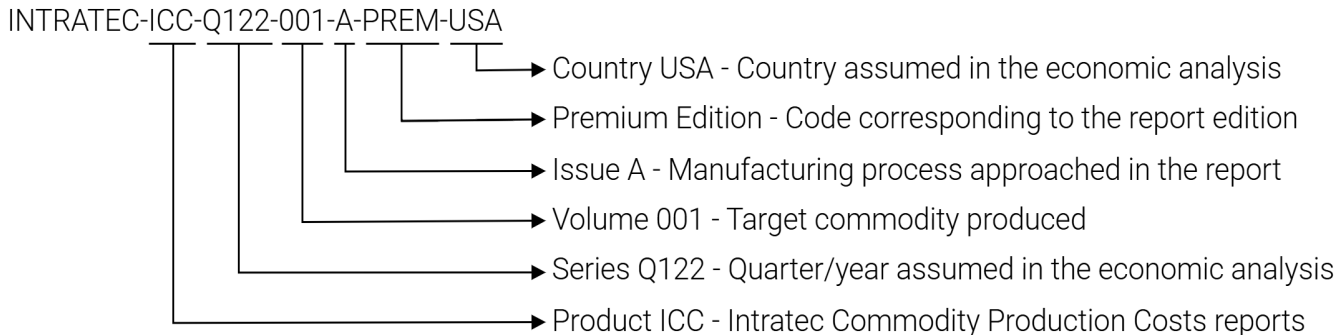 INTRATEC-ICC-Q122-001-A-PREM-USA
Country USA - Country assumed in the economic analysis
Premium Edition - Code corresponding to the report edition
Issue A - Manufacturing process approached in the report
Volume 001 - Target commodity produced
Series Q122 - Quarter/year assumed in the economic analysis
Product ICC - Intratec Commodity Production Costs reports